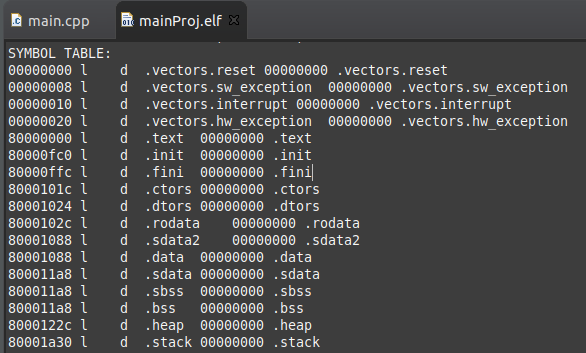 main.cpp mainProj.elf
SYMBOL TABLE:
00000000 l    d  .vectors.reset 00000000 .vectors.reset
00000008 l    d  .vectors.sw_exception  00000000 .vectors.sw_exception
00000010 l    d  .vectors.interrupt 00000000 .vectors.interrupt
00000020 l    d  .vectors.hw_exception  00000000 .vectors.hw_exception
80000000 l    d  .text  00000000 .text
80000fc0 l    d  .init  00000000 .init
80000ffc l    d  .fini  00000000 .fini
8000101c l    d  .ctors 00000000 .ctors
80001024 l    d  .dtors 00000000 .dtors
8000102c l    d  .rodata    00000000 .rodata
80001088 l    d  .sdata2    00000000 .sdata2
80001088 l    d  .data  00000000 .data
800011a8 l    d  .sdata 00000000 .sdata
800011a8 l    d  .sbss  00000000 .sbss
800011a8 l    d  .bss   00000000 .bss
8000122c l    d  .heap  00000000 .heap
80001a30 l    d  .stack 00000000 .stack